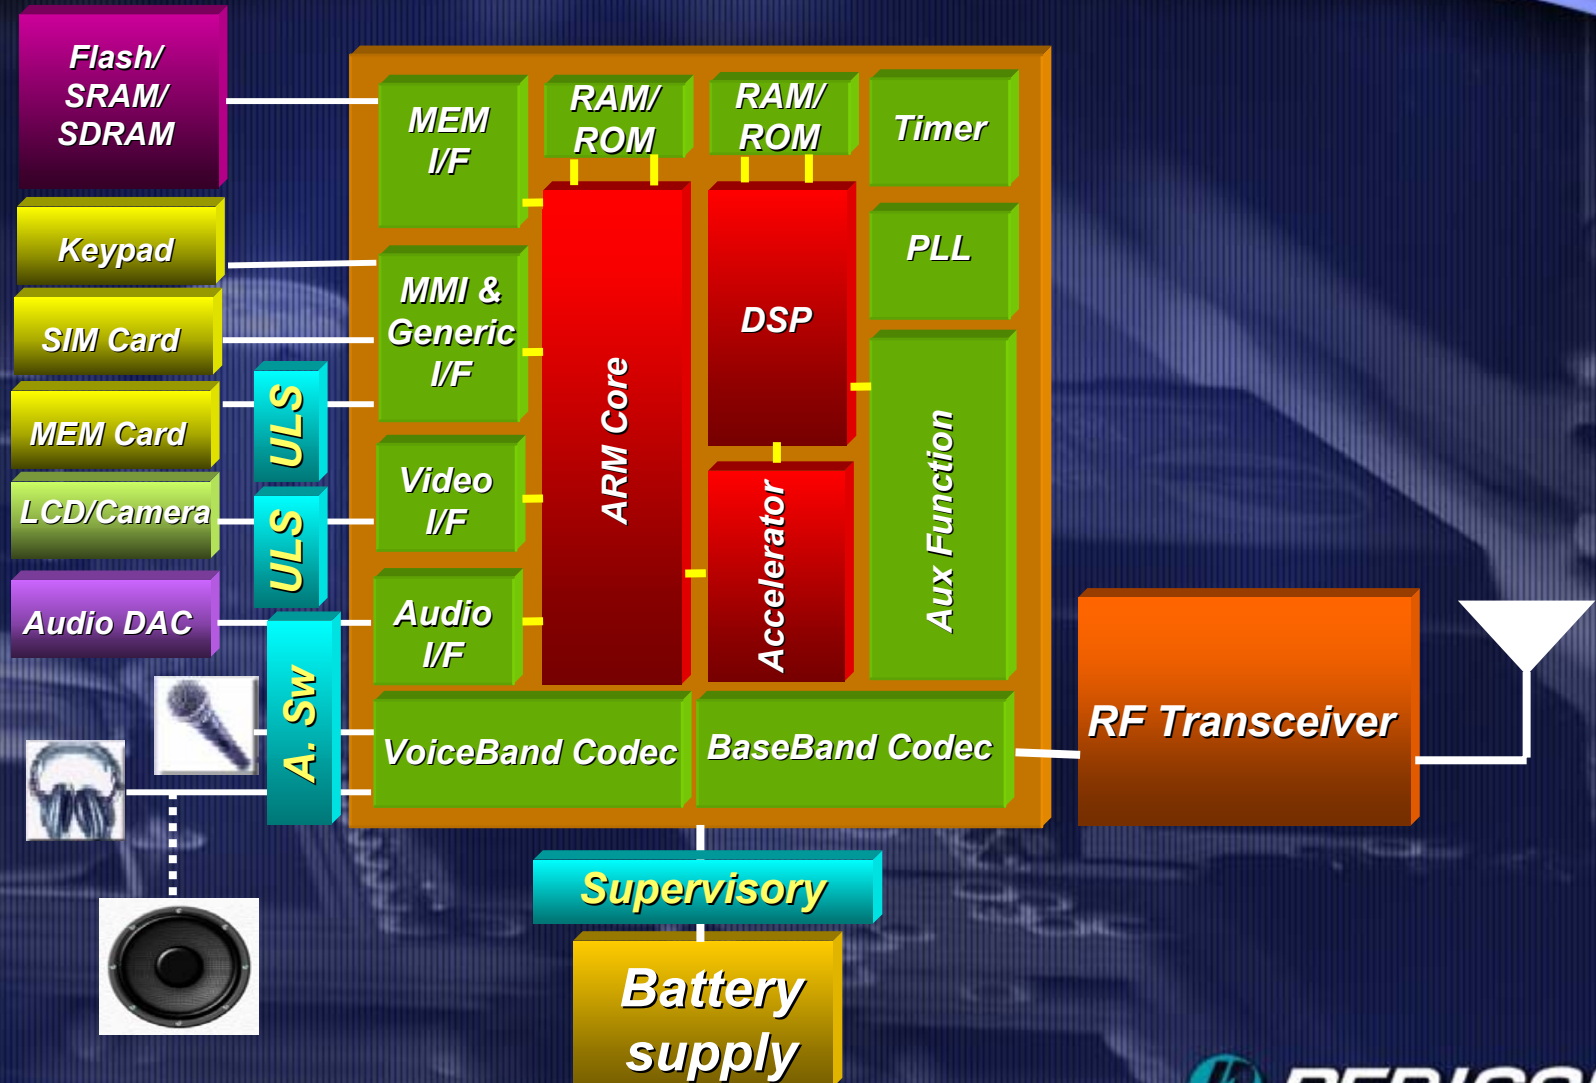 Flash/
SRAM/
SDRAM
MEM
I/F
RAM/
ROM
RAM/
ROM
Timer
Keypad
MMI &
Generic
I/F
PLL
SIM Card
DSP
ULS
MEM Card
ARM Core
Video
I/F
LCD/Camera
ULS
Accelerator
Aux Function
Audio DAC
Audio
I/F
A. Sw
VoiceBand Codec
BaseBand Codec
RF Transceiver
Supervisory
Battery
supply